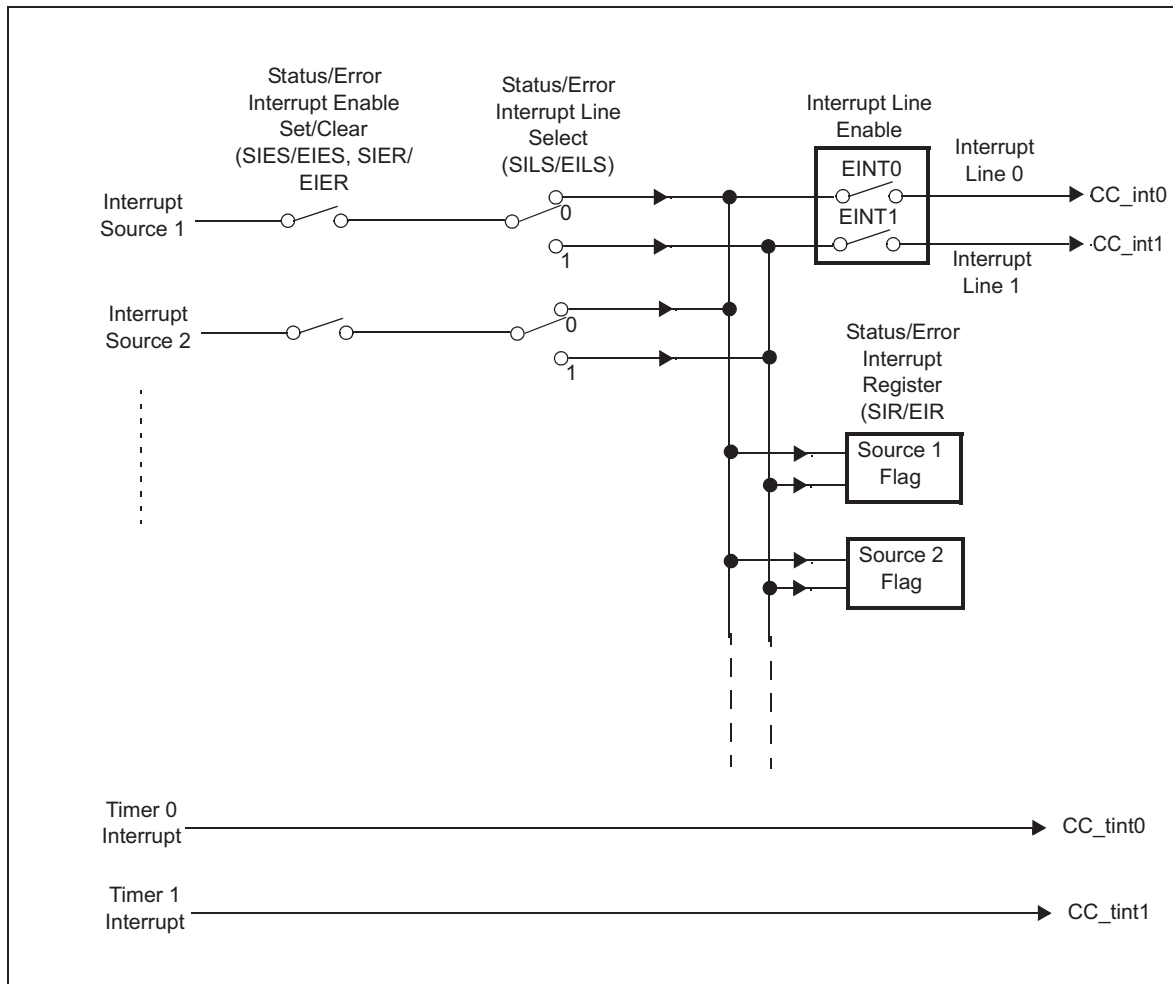 Status/Error
Interrupt Enable
Set/Clear
(SIES/EIES, SIER/
EIER
Status/Error
Interrupt Line
Select
(SILS/EILS)
Interrupt Line
Enable
EINT0
EINT1
Interrupt
Line 0
CC_int0
Interrupt
Source 1
0
1
CC_int1
Interrupt
Line 1
Interrupt
Source 2
0
1
Status/Error
Interrupt
Register
(SIR/EIR
Source 1
Flag
Source 2
Flag
Timer 0
Interrupt
CC_tint0
Timer 1
Interrupt
CC_tint1